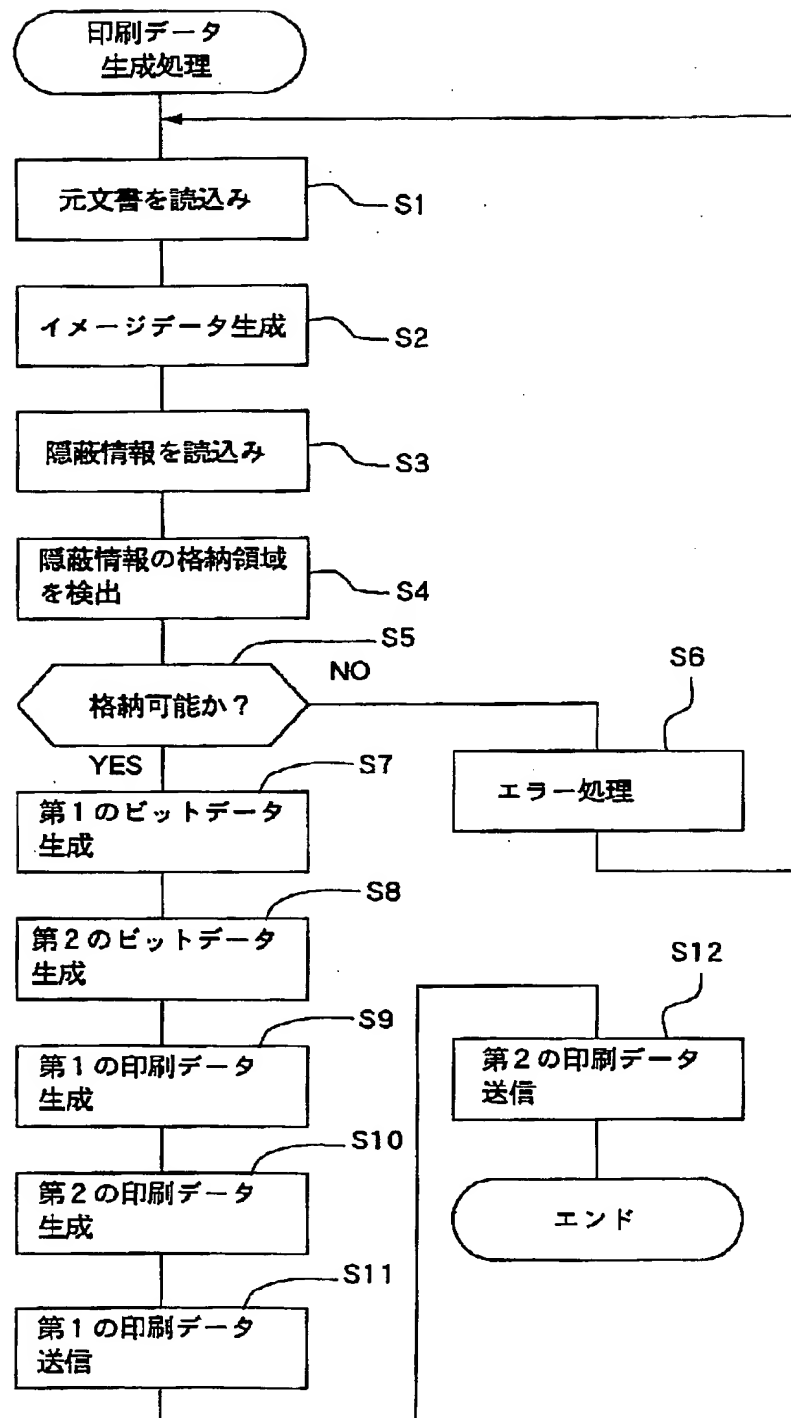 印刷データ
生成処理
元文書を読込み
S1
イメージデータ生成
S2
隠蔽情報を読込み
S3
隠蔽情報の格納領域
を検出
S4
S5
格納可能か？
NO
YES
S6
エラー処理
S7
第1のビットデータ
生成
S8
第2のビットデータ
生成
S9
第1の印刷データ
生成
S10
第2の印刷データ
生成
S11
第1の印刷データ
送信
S12
第2の印刷データ
送信
エンド